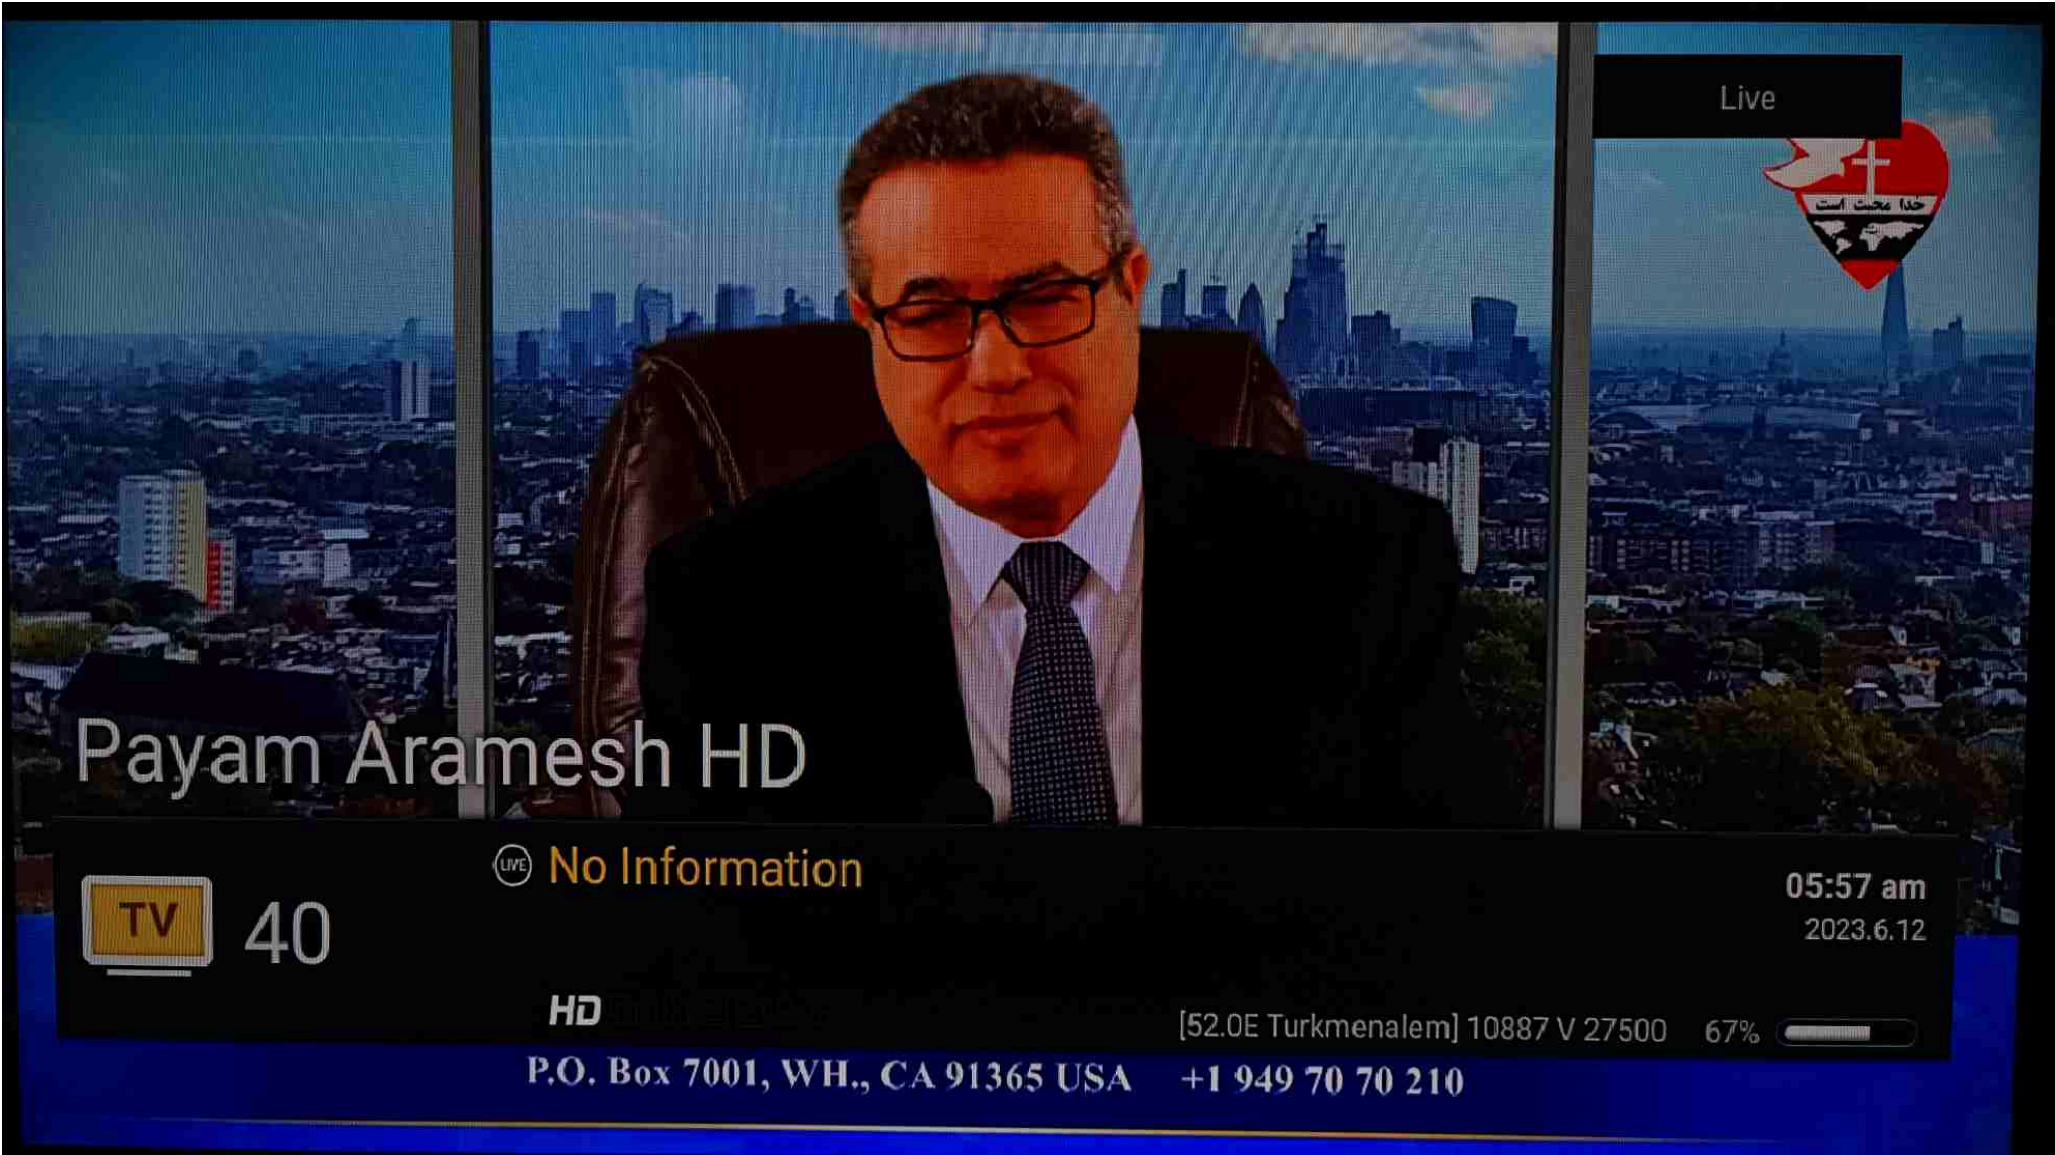 Live
خدا محبت است
Payam Aramesh HD
LIVE No Information
TV 40
05:57 am
2023.6.12
HD
[52.0E Turkmenalem] 10887 V 27500 67%
P.O. Box 7001, WH., CA 91365 USA +1 949 70 70 210